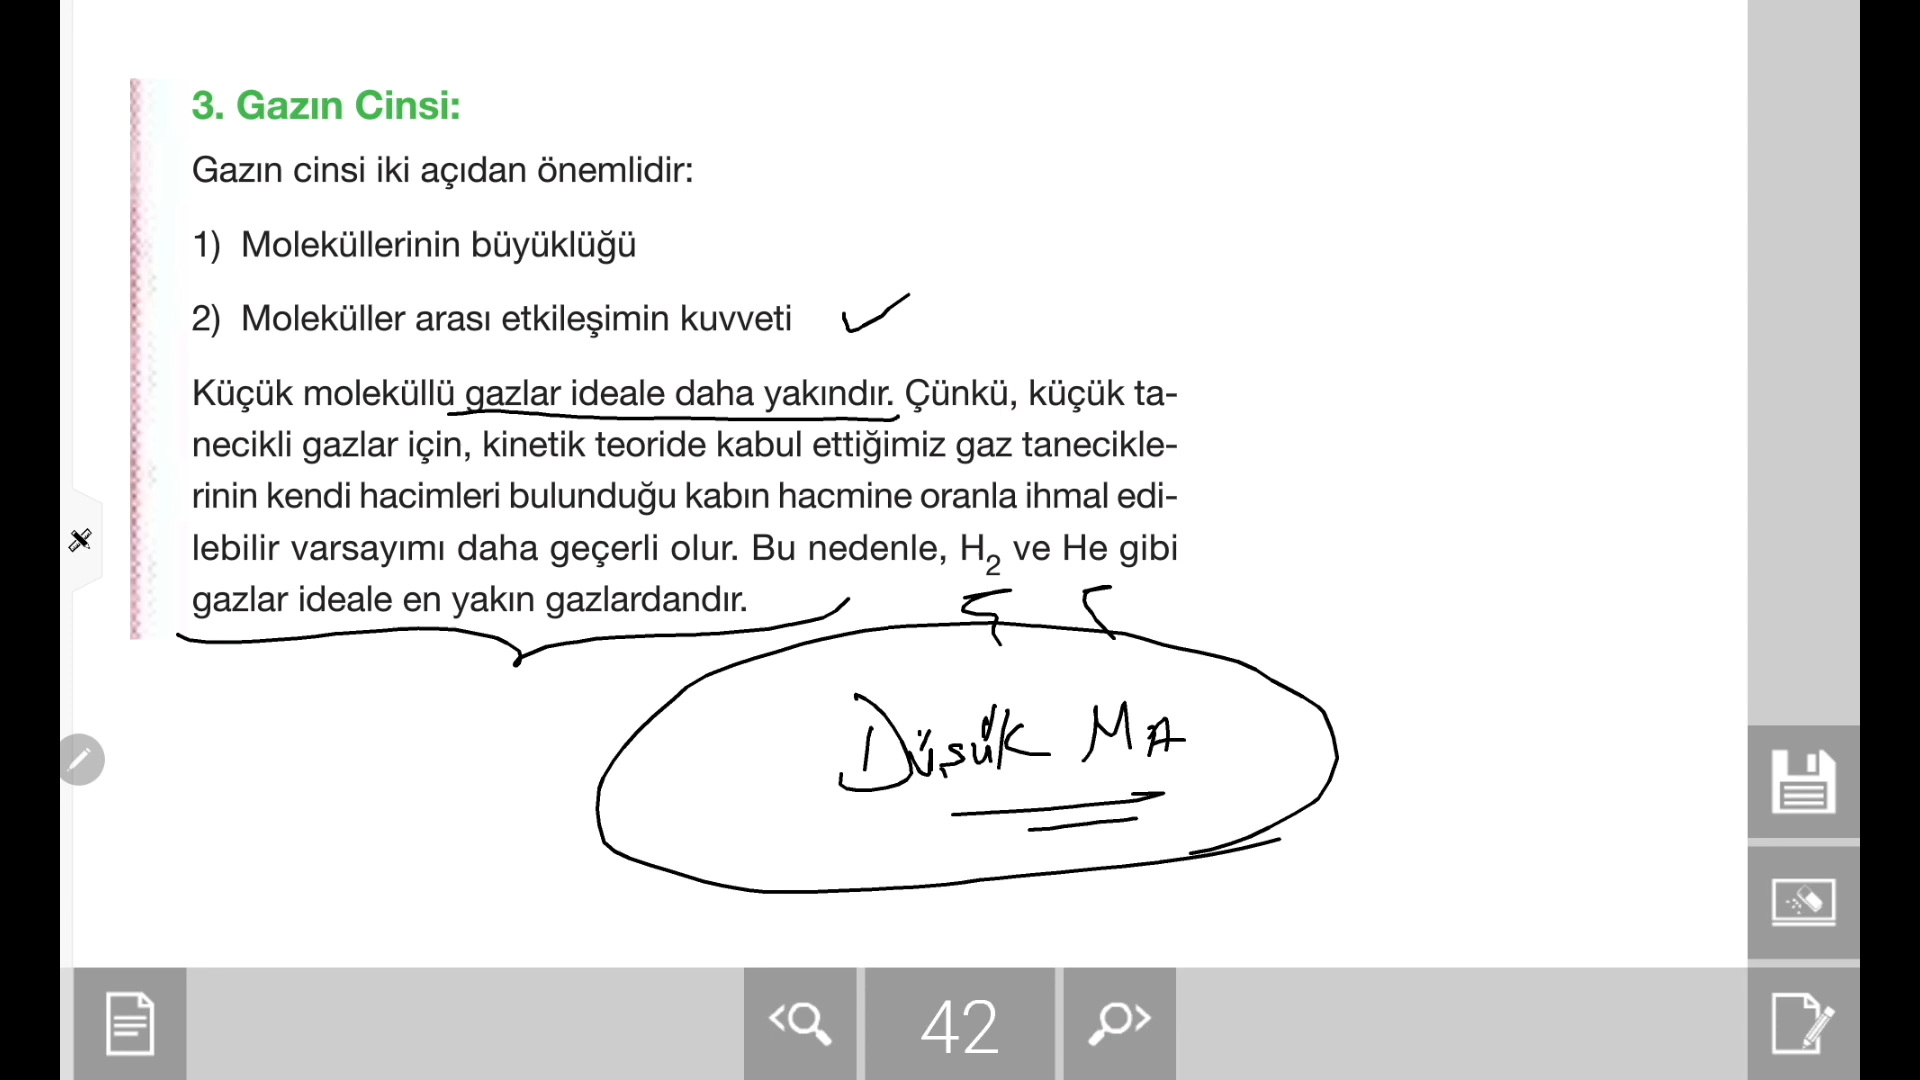 3. Gazın Cinsi:
Gazın cinsi iki açıdan önemlidir:
1) Moleküllerinin büyüklüğü
2) Moleküller arası etkileşimin kuvveti
Küçük moleküllü gazlar ideale daha yakındır. Çünkü, küçük ta-
necikli gazlar için, kinetik teoride kabul ettiğimiz gaz tanecikle-
rinin kendi hacimleri bulunduğu kabın hacmine oranla ihmal edi-
lebilir varsayımı daha geçerli olur. Bu nedenle, H₂ ve He gibi
gazlar ideale en yakın gazlardandır.
Düşük MA
42